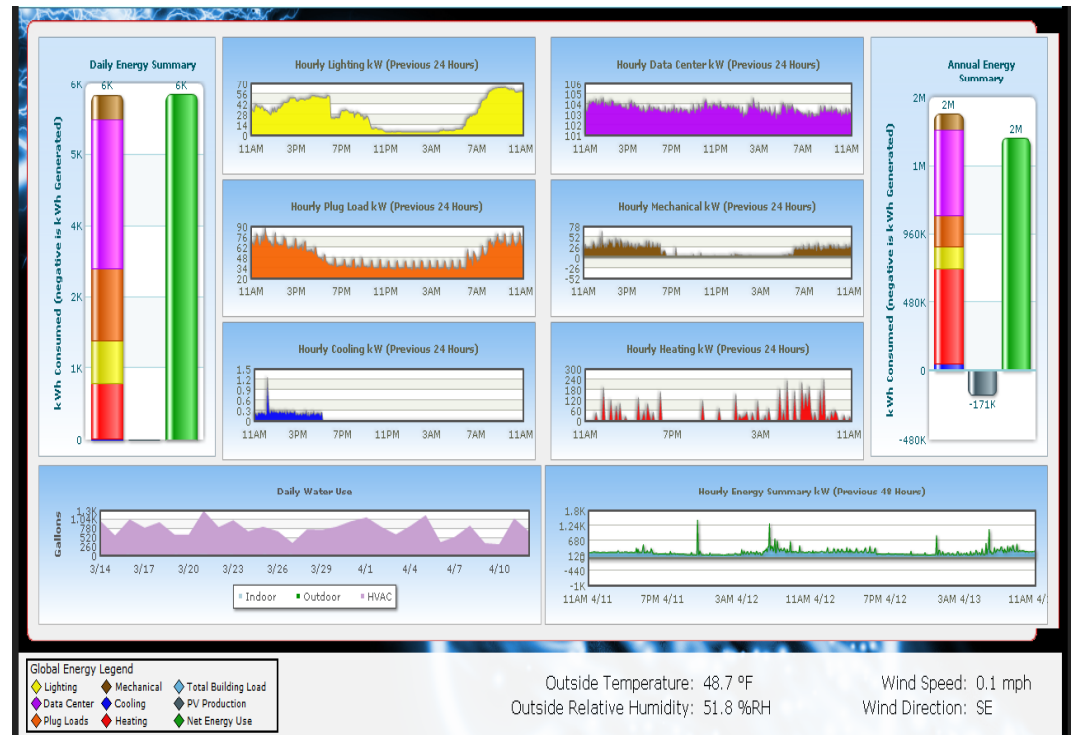 Daily Energy Summary
kWh Consumed (negative is kWh Generated)
6K
5K
4K
2K
1K
0
6K
6K
Hourly Lighting kW (Previous 24 Hours)
70
56
42
28
14
0
11AM 3PM 7PM 11PM 3AM 7AM 11AM
Hourly Data Center kW (Previous 24 Hours)
106
106
104
103
102
101
11AM 3PM 7PM 11PM 3AM 7AM 11AM
Annual Energy
Summary
kWh Consumed (negative is kWh Generated)
2M
1M
960K
480K
0
-480K
2M
-171K
2M
Hourly Plug Load kW (Previous 24 Hours)
90
76
62
48
34
20
11AM 3PM 7PM 11PM 3AM 7AM 11AM
Hourly Mechanical kW (Previous 24 Hours)
78
52
26
0
-26
-52
11AM 3PM 7PM 11PM 3AM 7AM 11AM
Hourly Cooling kW (Previous 24 Hours)
1.5
1.2
0.9
0.6
0.3
0
11AM 3PM 7PM 11PM 3AM 7AM 11AM
Hourly Heating kW (Previous 24 Hours)
300
240
180
120
60
0
11AM 7PM 3AM 11AM
Daily Water Use
Gallons
1.3K
1.04K
780
520
260
0
3/14 3/17 3/20 3/23 3/26 3/29 4/1 4/4 4/7 4/10
Indoor Outdoor HVAC
Hourly Energy Summary kW (Previous 48 Hours)
1.8K
1.24K
680
120
-440
-1K
11AM 4/11 7PM 4/11 3AM 4/12 11AM 4/12 7PM 4/12 3AM 4/13 11AM 4/
Global Energy Legend
Lighting Mechanical Total Building Load
Data Center Cooling PV Production
Plug Loads Heating Net Energy Use
Outside Temperature: 48.7 ºF
Outside Relative Humidity: 51.8 %RH
Wind Speed: 0.1 mph
Wind Direction: SE